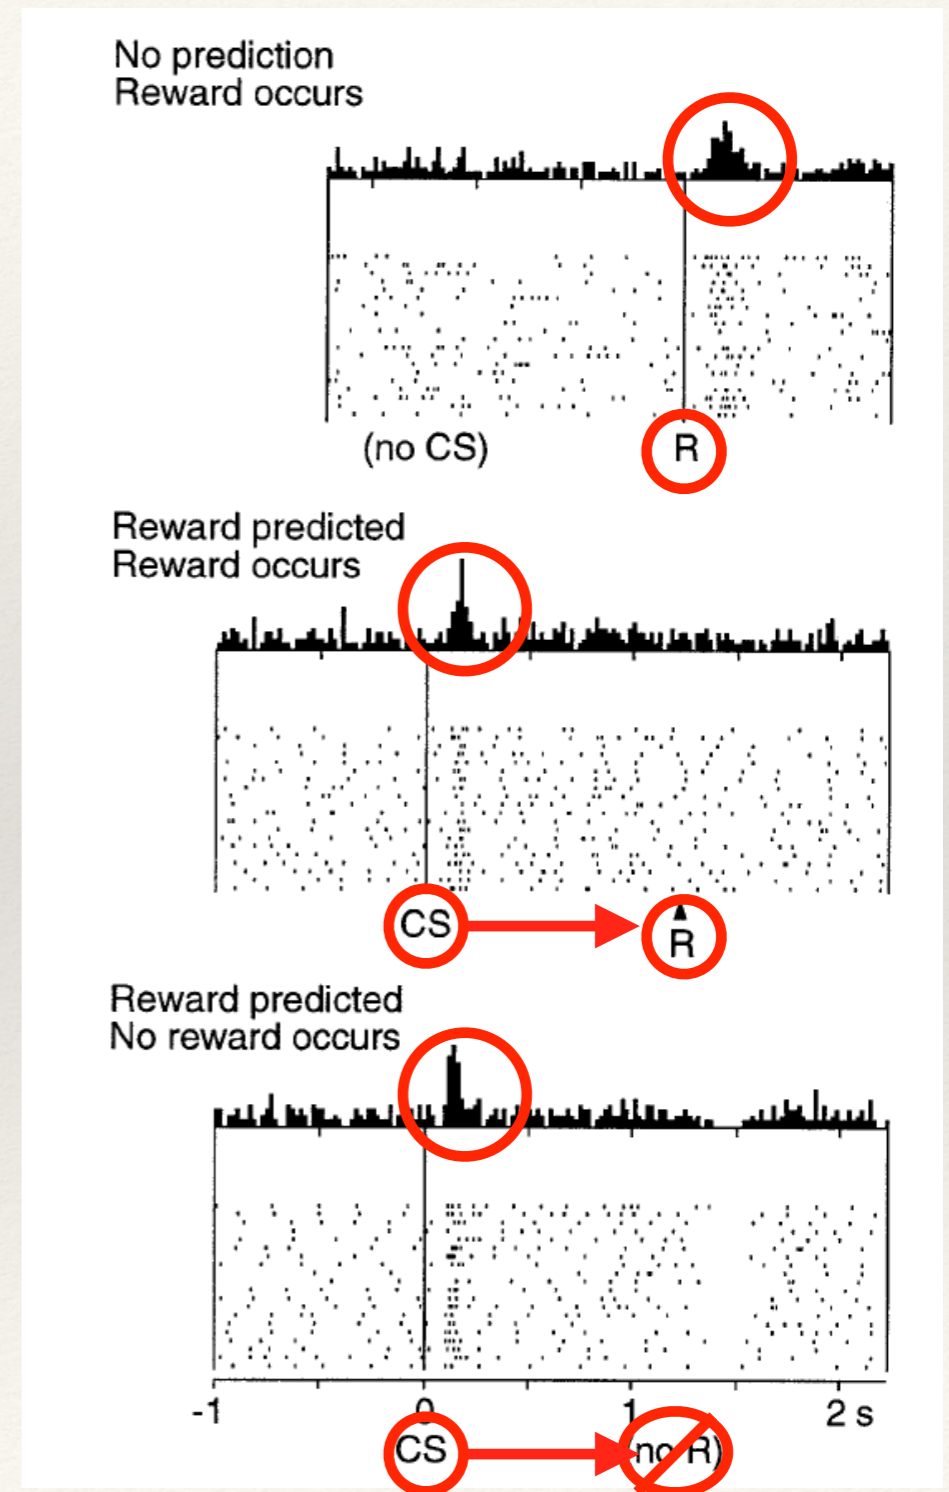 No prediction
Reward occurs
(no CS)
R
Reward predicted
Reward occurs
CS
R
Reward predicted
No reward occurs
-1 0 1 2 s
CS (no R)